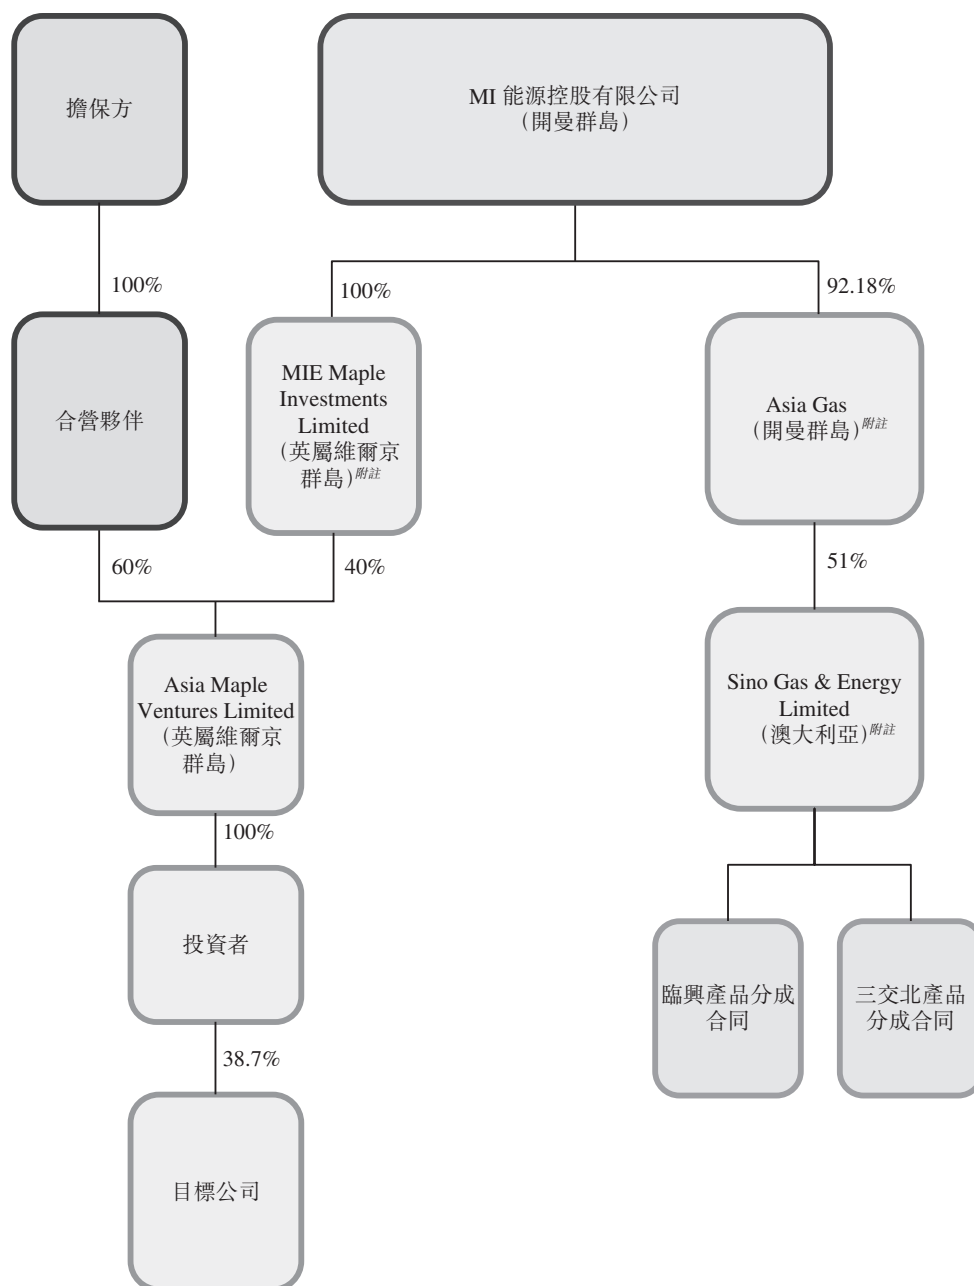 擔保方
MI 能源控股有限公司
(開曼群島)
100%
100%
92.18%
合營夥伴
MIE Maple
Investments
Limited
(英屬維爾京
群島)附註
Asia Gas
(開曼群島)附註
60%
40%
51%
Asia Maple
Ventures Limited
(英屬維爾京
群島)
Sino Gas & Energy
Limited
(澳大利亞)附註
100%
投資者
臨興產品分成
合同
三交北產品
分成合同
38.7%
目標公司